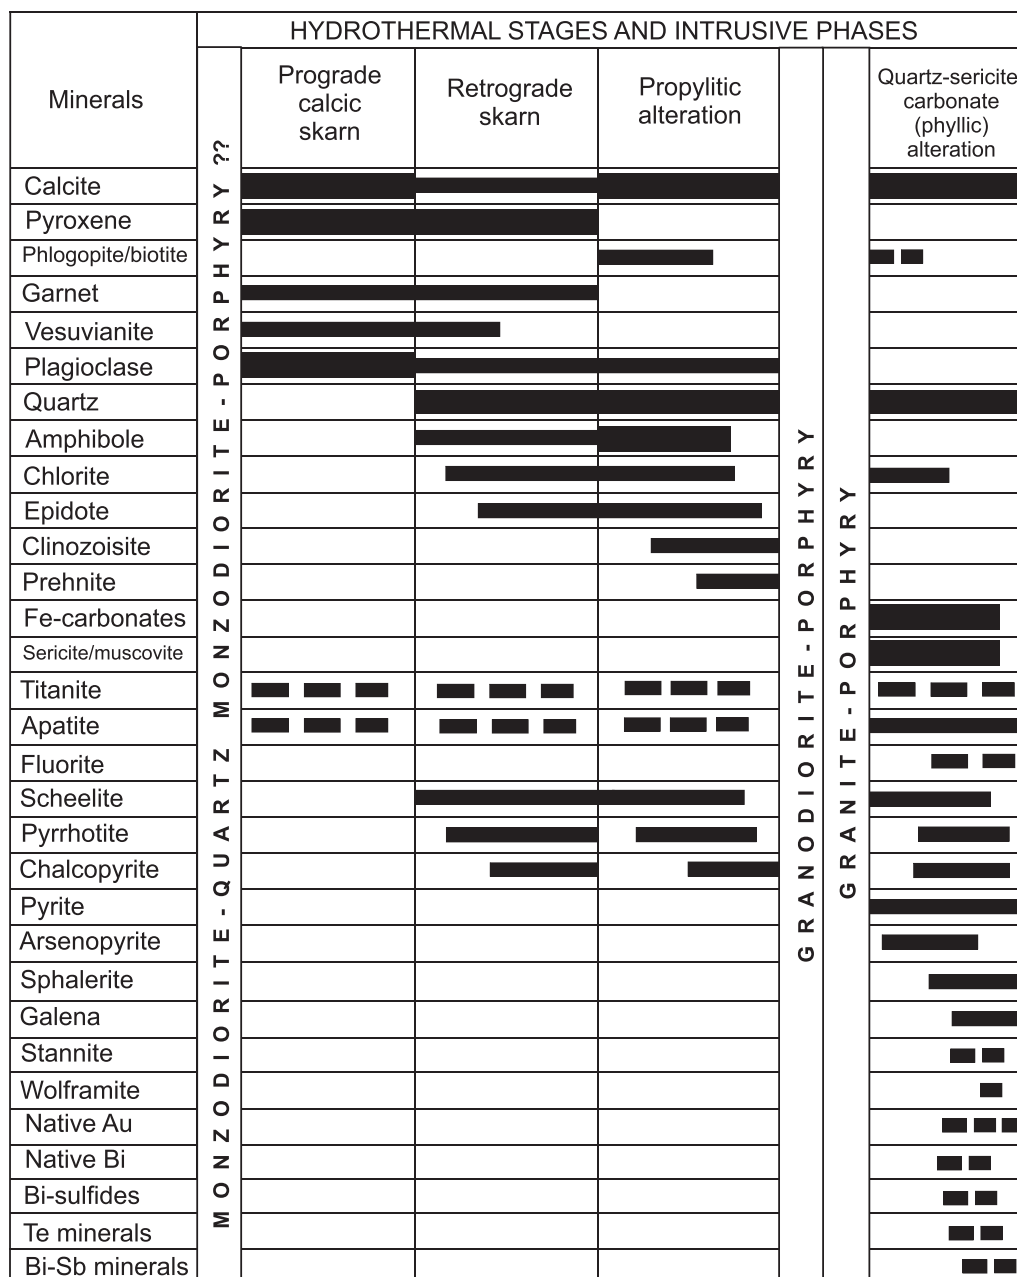 HYDROTHERMAL STAGES AND INTRUSIVE PHASES
Minerals
MONZODIORITE-QUARTZ MONZODIORITE-PORPHYRY ??
Prograde
calcic
skarn
Retrograde
skarn
Propylitic
alteration
GRANODIORITE-PORPHYRY
GRANITE-PORPHYRY
Quartz-sericite
carbonate
(phyllic)
alteration
Calcite
Pyroxene
Phlogopite/biotite
Garnet
Vesuvianite
Plagioclase
Quartz
Amphibole
Chlorite
Epidote
Clinozoisite
Prehnite
Fe-carbonates
Sericite/muscovite
Titanite
Apatite
Fluorite
Scheelite
Pyrrhotite
Chalcopyrite
Pyrite
Arsenopyrite
Sphalerite
Galena
Stannite
Wolframite
Native Au
Native Bi
Bi-sulfides
Te minerals
Bi-Sb minerals